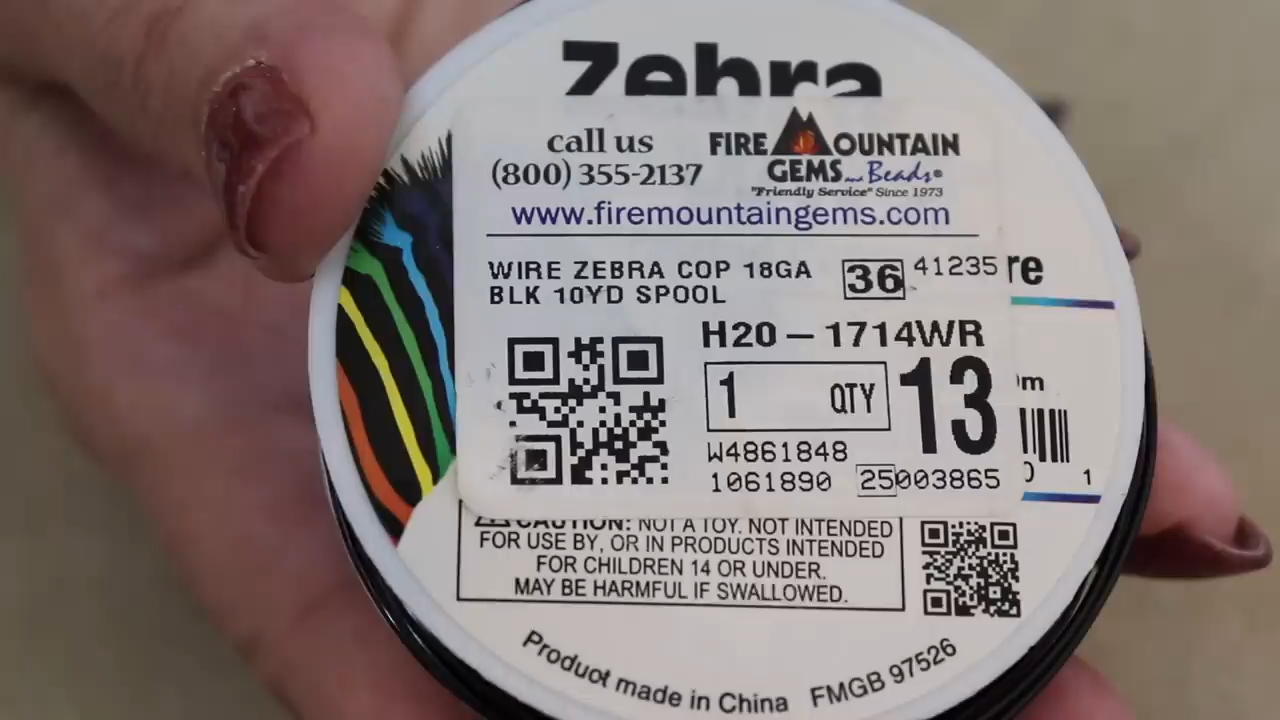 Zebra
call us
(800) 355-2137
FIRE MOUNTAIN
GEMS and Beads®
"Friendly Service" Since 1973
www.firemountaingems.com
WIRE ZEBRA COP 18GA
BLK 10YD SPOOL
36 41235
re
H20-1714WR
1 QTY
13
m
W4861848
1061890 25003865
1
CAUTION: NOT A TOY. NOT INTENDED
FOR USE BY, OR IN PRODUCTS INTENDED
FOR CHILDREN 14 OR UNDER.
MAY BE HARMFUL IF SWALLOWED.
Product made in China FMGB 97526